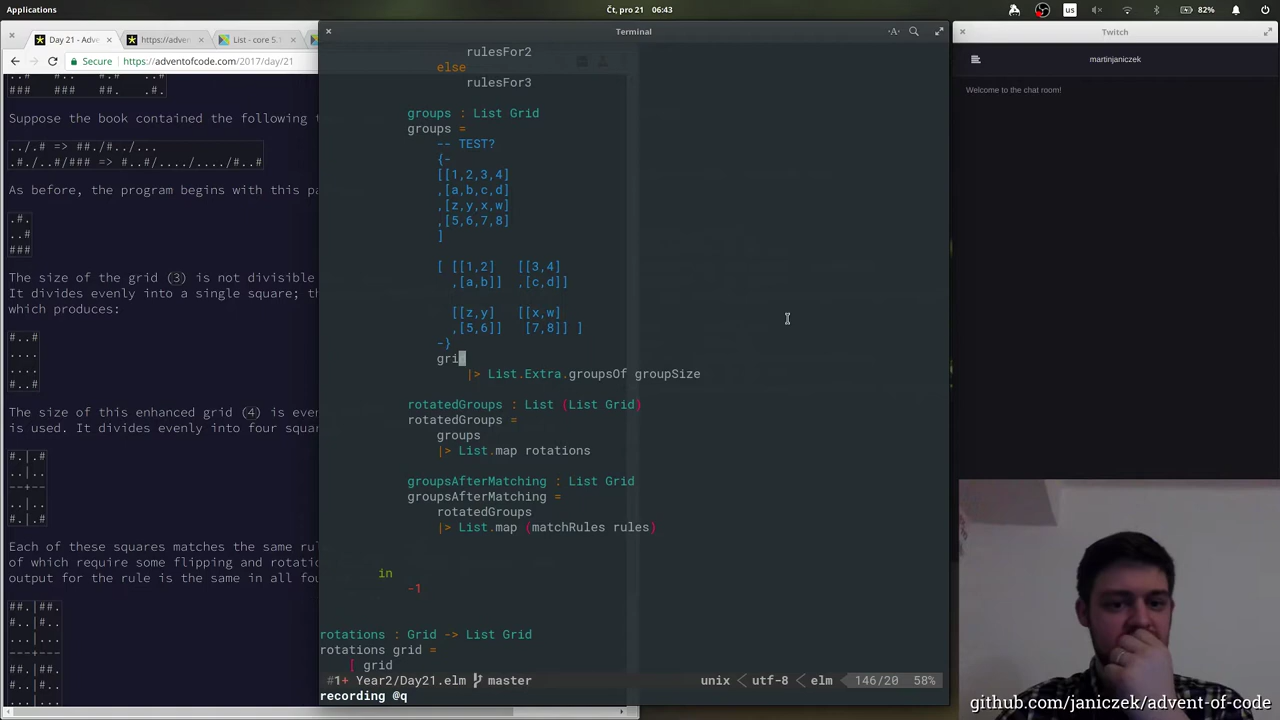 Applications
Čt, pro 21 06:43
us
82%
Day 21 - Adve
https://adven
List - core 5.1
Secure https://adventofcode.com/2017/day/21
..# ... #.. .#.
### ### ### .#.
Suppose the book contained the following
../.# => ##./#../...
.#./..#/### => #..#/..../..../#..#
As before, the program begins with this pa
.#.
..#
###
The size of the grid (3) is not divisible
It divides evenly into a single square; th
which produces:
#..#
....
....
#..#
The size of this enhanced grid (4) is even
is used. It divides evenly into four squar
#.|.#
..|..
--+--
..|..
#.|.#
Each of these squares matches the same rul
of which require some flipping and rotatio
output for the rule is the same in all fou
##.|##.
#..|#..
...|...
---+---
##.|##.
#..|#..
...|...
Terminal
rulesFor2
else
rulesFor3
groups : List Grid
groups =
-- TEST?
{-
[[1,2,3,4]
,[a,b,c,d]
,[z,y,x,w]
,[5,6,7,8]
]
[ [[1,2] [[3,4]
,[a,b]] ,[c,d]]
[[z,y] [[x,w]
,[5,6]] [7,8]] ]
-}
grid
|> List.Extra.groupsOf groupSize
rotatedGroups : List (List Grid)
rotatedGroups =
groups
|> List.map rotations
groupsAfterMatching : List Grid
groupsAfterMatching =
rotatedGroups
|> List.map (matchRules rules)
in
-1
rotations : Grid -> List Grid
rotations grid =
[ grid
#1+ Year2/Day21.elm master
unix < utf-8 < elm 146/20 58%
recording @q
Twitch
martinjaniczek
Welcome to the chat room!
github.com/janiczek/advent-of-code